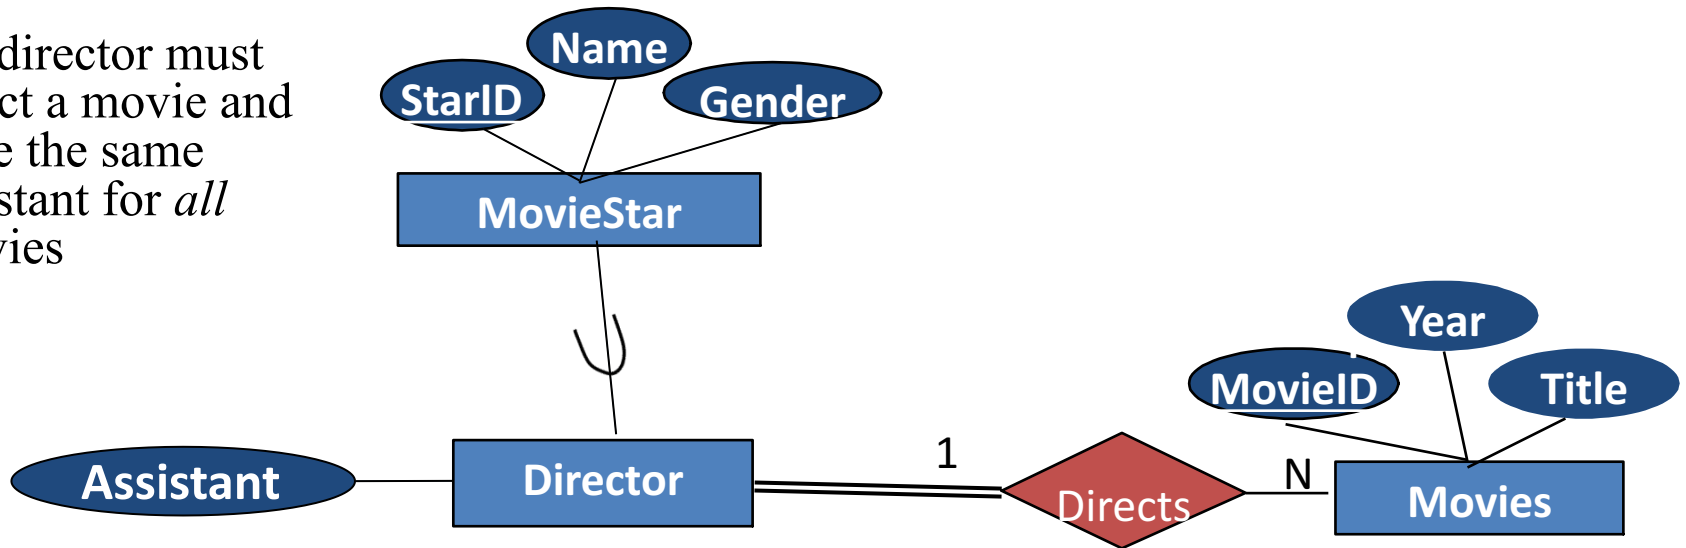 director must
ct a movie and
e the same
stant for all
vies
Name
StarID
Gender
MovieStar
Year
MovieID
Title
Assistant
Director
1
Directs
N
Movies